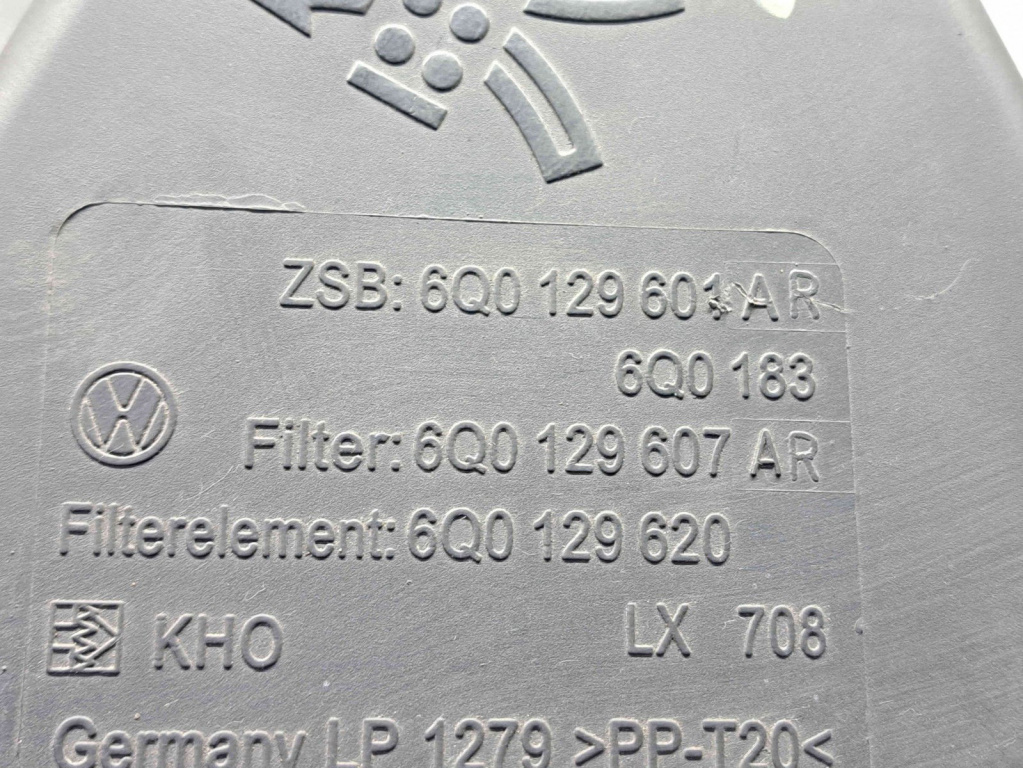 ZSB: 6Q0 129 601 AR
6Q0 183
Filter: 6Q0 129 607 AR
Filterelement: 6Q0 129 620
KHO LX 708
Germany LP 1279 >PP-T20<